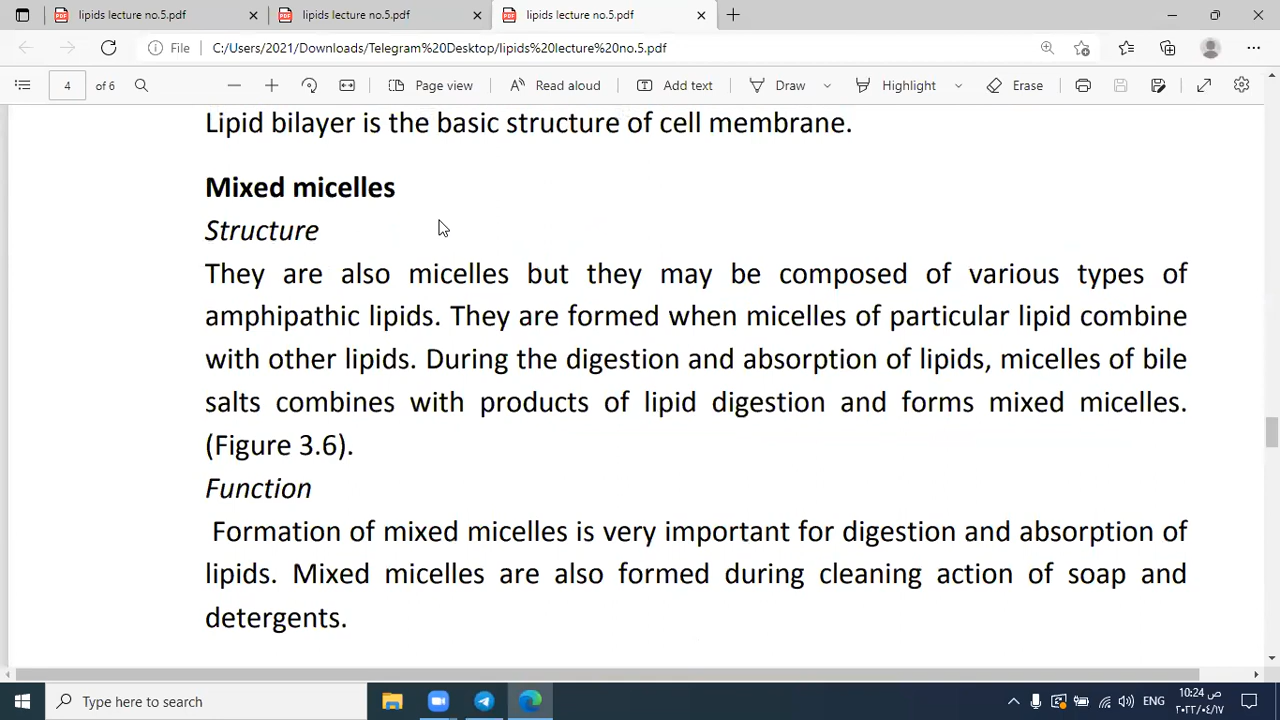 lipids lecture no.5.pdf
lipids lecture no.5.pdf
lipids lecture no.5.pdf
File C:/Users/2021/Downloads/Telegram%20Desktop/lipids%20lecture%20no.5.pdf
4 of 6 Page view Read aloud Add text Draw Highlight Erase
Lipid bilayer is the basic structure of cell membrane.
Mixed micelles
Structure
They are also micelles but they may be composed of various types of
amphipathic lipids. They are formed when micelles of particular lipid combine
with other lipids. During the digestion and absorption of lipids, micelles of bile
salts combines with products of lipid digestion and forms mixed micelles.
(Figure 3.6).
Function
Formation of mixed micelles is very important for digestion and absorption of
lipids. Mixed micelles are also formed during cleaning action of soap and
detergents.
Type here to search
ENG
10:24 ص
٢٠٢٢/٠٤/١٧